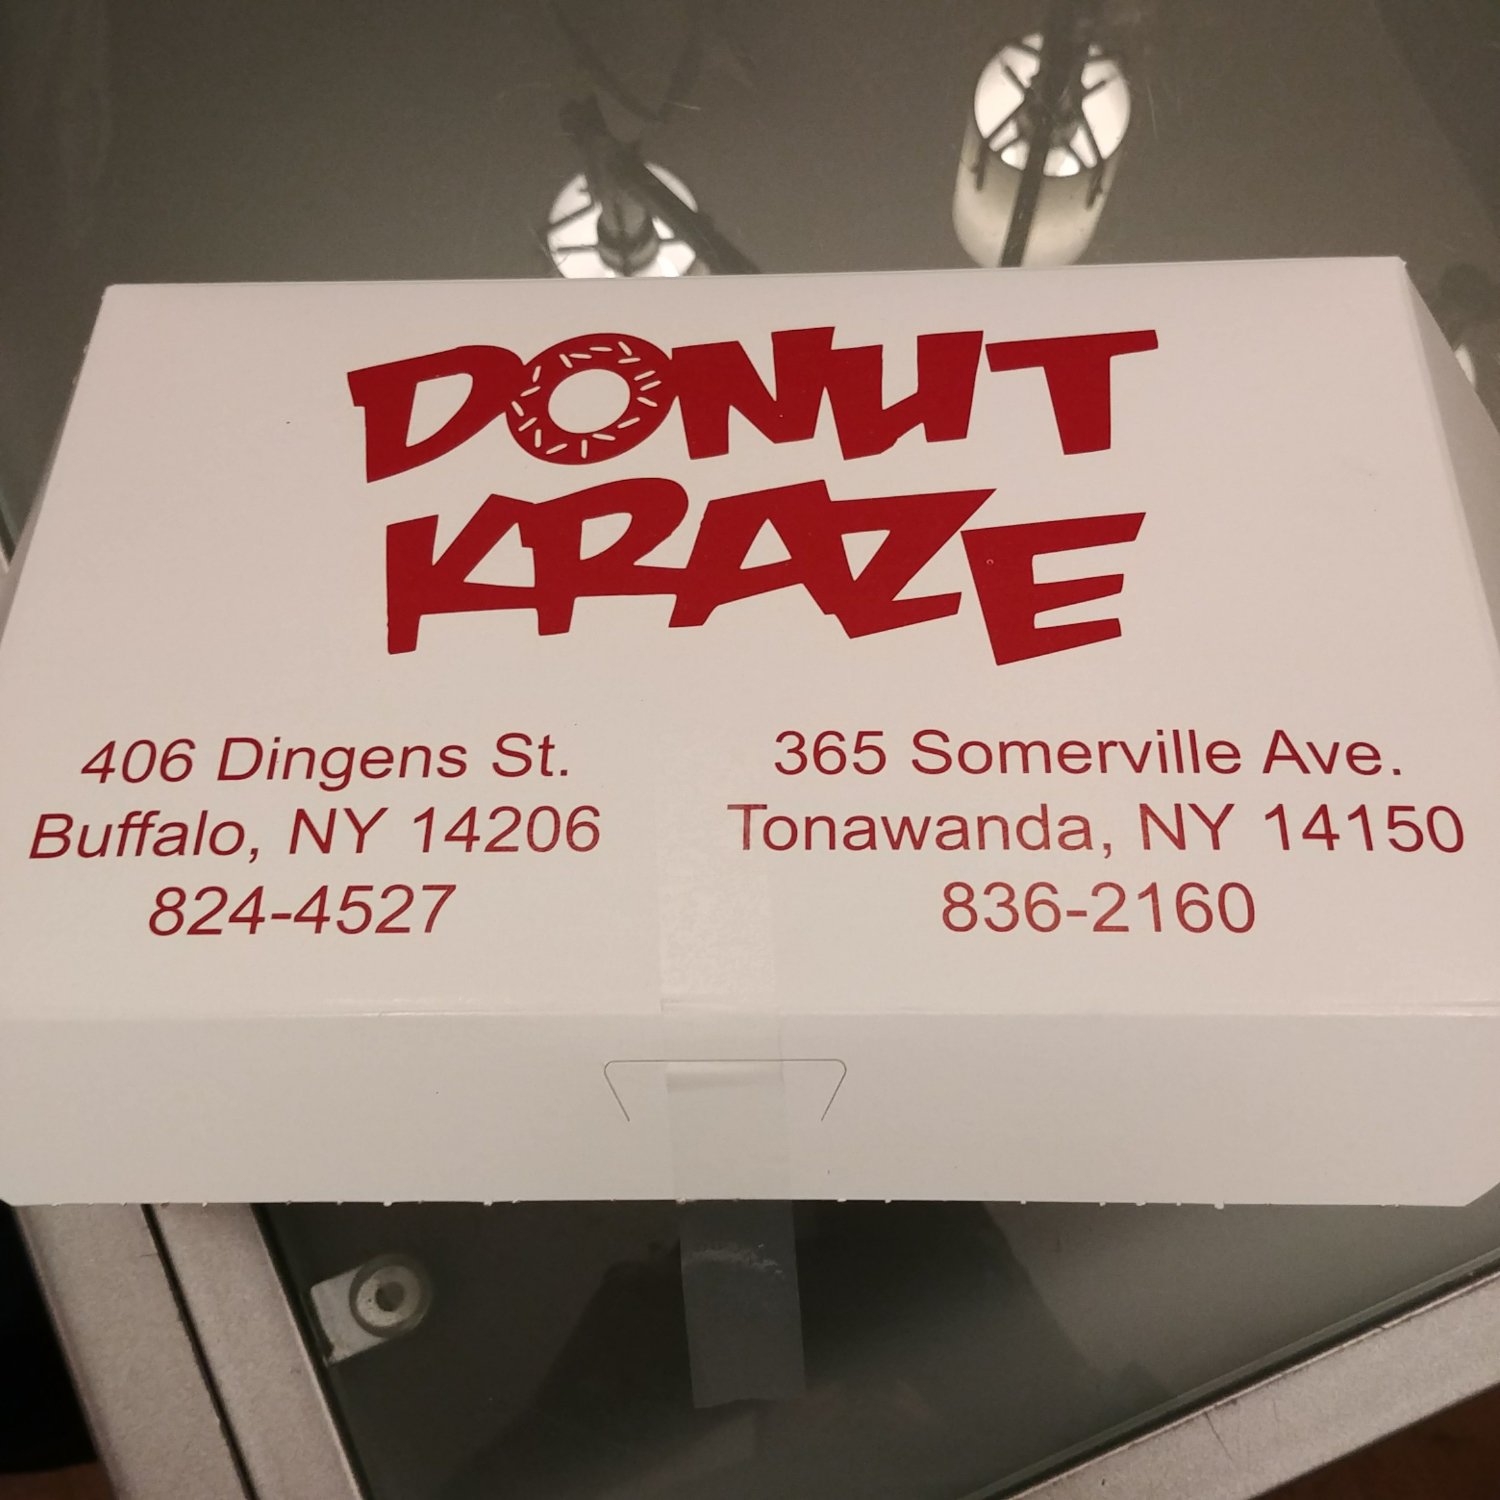 DONUT
KRAZE
406 Dingens St.
Buffalo, NY 14206
824-4527
365 Somerville Ave.
Tonawanda, NY 14150
836-2160